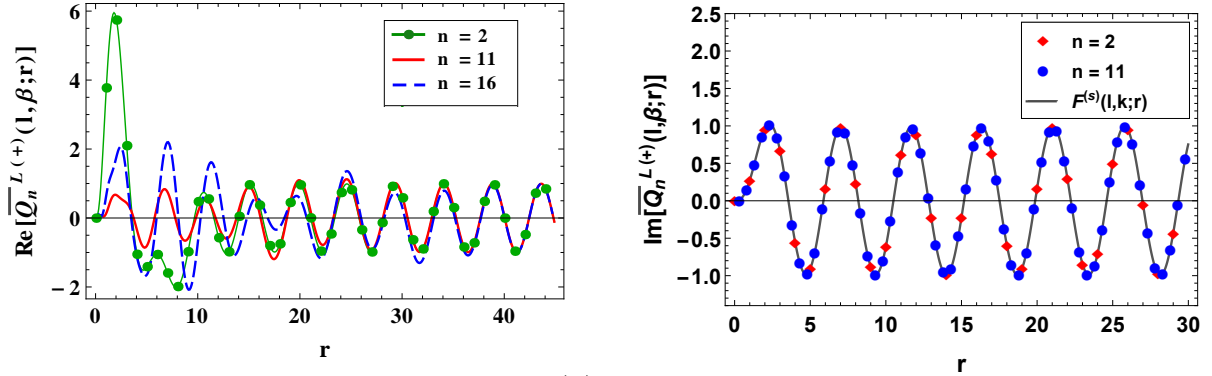 Re[Q̅ₙ ᴸ ⁽⁺⁾(l,β;r)]
6
4
2
0
−2
n = 2
n = 11
n = 16
0
10
20
30
40
r
Im[Q̅ₙ ᴸ ⁽⁺⁾(l,β;r)]
2.5
2.0
1.5
1.0
0.5
0.0
−0.5
−1.0
n = 2
n = 11
F⁽ˢ⁾(l,k;r)
0
5
10
15
20
25
30
r